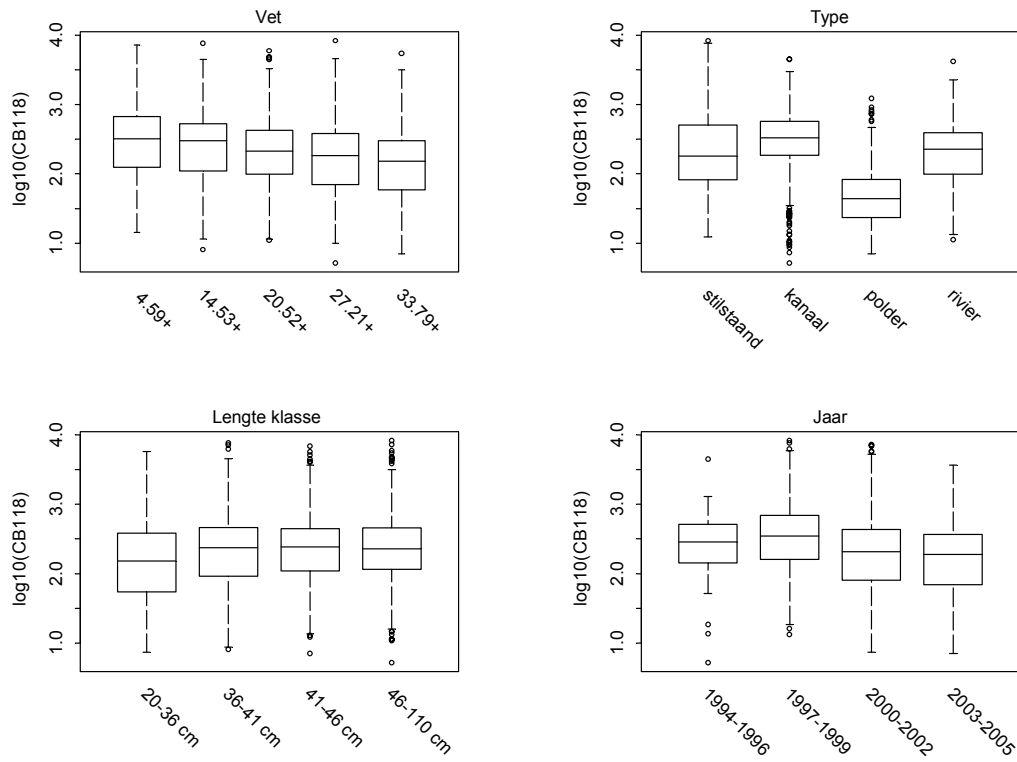 Vet
log10(CB118)
4.0
3.0
2.0
1.0
4.59+
14.53+
20.52+
27.21+
33.79+
Type
log10(CB118)
4.0
3.0
2.0
1.0
stilstaand
kanaal
polder
rivier
Lengte klasse
log10(CB118)
4.0
3.0
2.0
1.0
20-36 cm
36-41 cm
41-46 cm
46-110 cm
Jaar
log10(CB118)
4.0
3.0
2.0
1.0
1994-1996
1997-1999
2000-2002
2003-2005